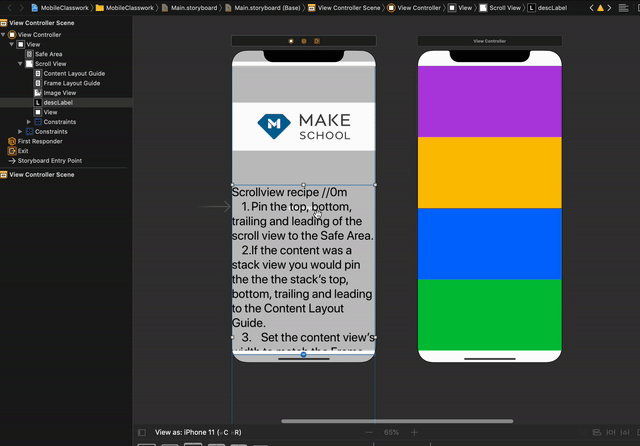 MobileClasswork
MobileClasswork
Main.storyboard
Main.storyboard (Base)
View Controller Scene
View Controller
View
Scroll View
L descLabel
View Controller Scene
View Controller
View
Safe Area
Scroll View
Content Layout Guide
Frame Layout Guide
Image View
L descLabel
View
Constraints
Constraints
First Responder
Exit
Storyboard Entry Point
View Controller Scene
View Controller
M MAKE
SCHOOL
Scrollview recipe //0m
1. Pin the top, bottom,
trailing and leading of the
scroll view to the Safe Area.
2.If the content was a
stack view you would pin
the the the stack's top,
bottom, trailing and leading
to the Content Layout
Guide.
3. Set the content view's
width to match the Frame
View as: iPhone 11 (
C
R)
65%